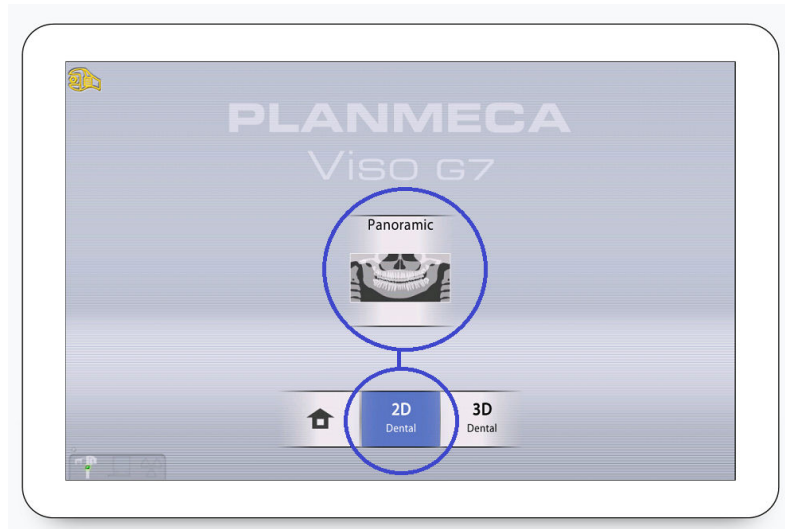 PLANMECA
Viso G7
Panoramic
2D
Dental
3D
Dental